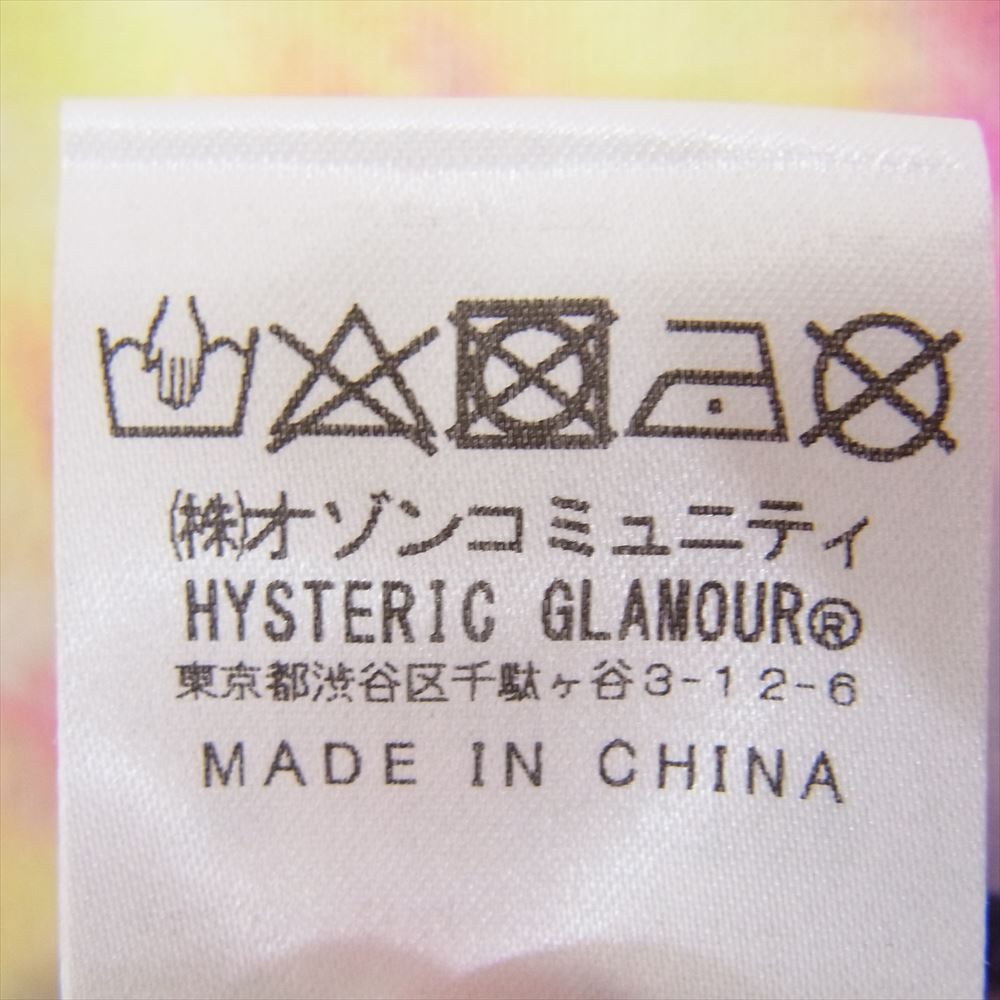 (株)オゾンコミュニティ
HYSTERIC GLAMOUR®
東京都渋谷区千駄ヶ谷3-12-6
MADE IN CHINA